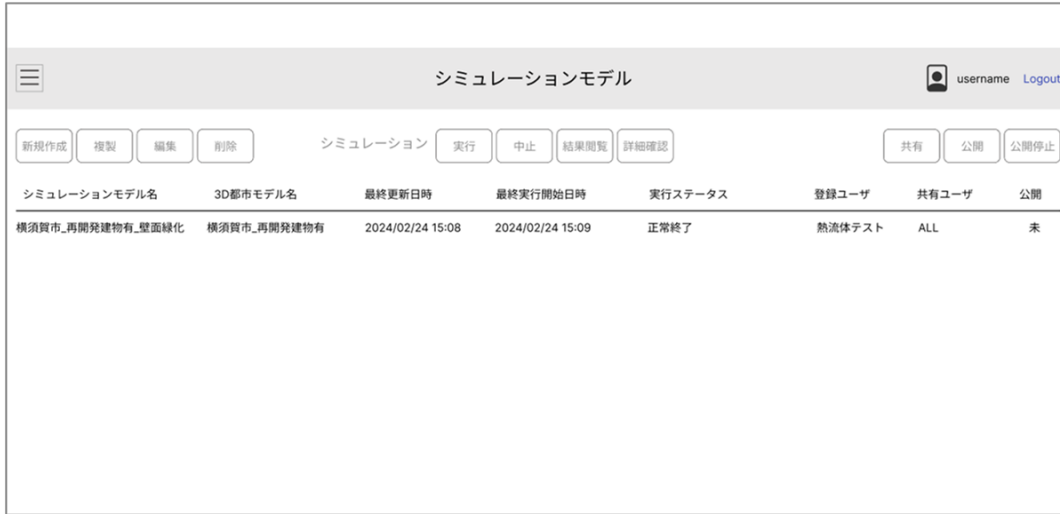 シミュレーションモデル username Logout
新規作成 複製 編集 削除 シミュレーション 実行 中止 結果閲覧 詳細確認 共有 公開 公開停止
シミュレーションモデル名 3D都市モデル名 最終更新日時 最終実行開始日時 実行ステータス 登録ユーザ 共有ユーザ 公開
横須賀市_再開発建物有_壁面緑化 横須賀市_再開発建物有 2024/02/24 15:08 2024/02/24 15:09 正常終了 熱流体テスト ALL 未